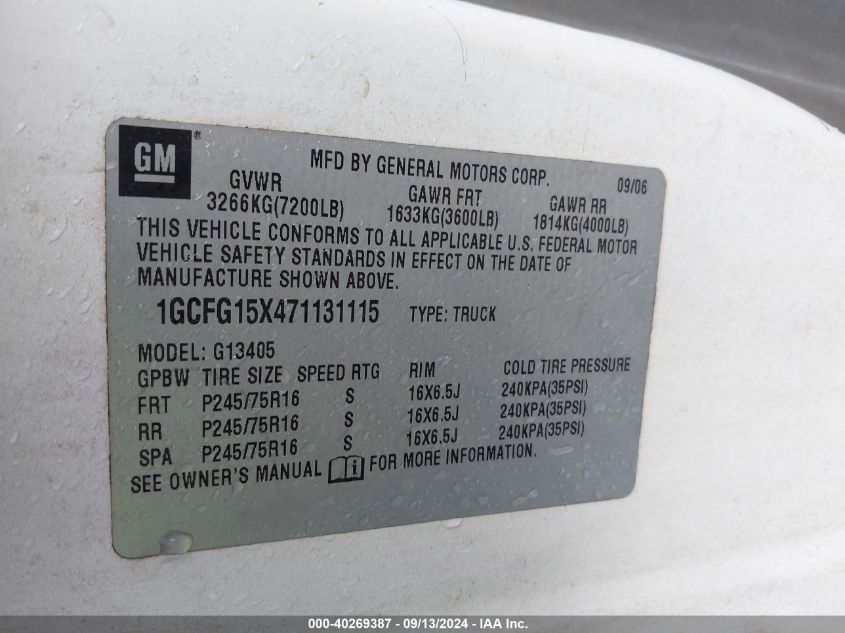 GM ® MFD BY GENERAL MOTORS CORP. 09/06
GVWR GAWR FRT GAWR RR
3266KG(7200LB) 1633KG(3600LB) 1814KG(4000LB)
THIS VEHICLE CONFORMS TO ALL APPLICABLE U.S. FEDERAL MOTOR
VEHICLE SAFETY STANDARDS IN EFFECT ON THE DATE OF
MANUFACTURE SHOWN ABOVE.
1GCFG15X471131115 TYPE: TRUCK
MODEL: G13405
GPBW TIRE SIZE SPEED RTG RIM COLD TIRE PRESSURE
FRT P245/75R16 S 16X6.5J 240KPA(35PSI)
RR P245/75R16 S 16X6.5J 240KPA(35PSI)
SPA P245/75R16 S 16X6.5J 240KPA(35PSI)
SEE OWNER'S MANUAL i FOR MORE INFORMATION.
000-40269387 - 09/13/2024 - IAA Inc.